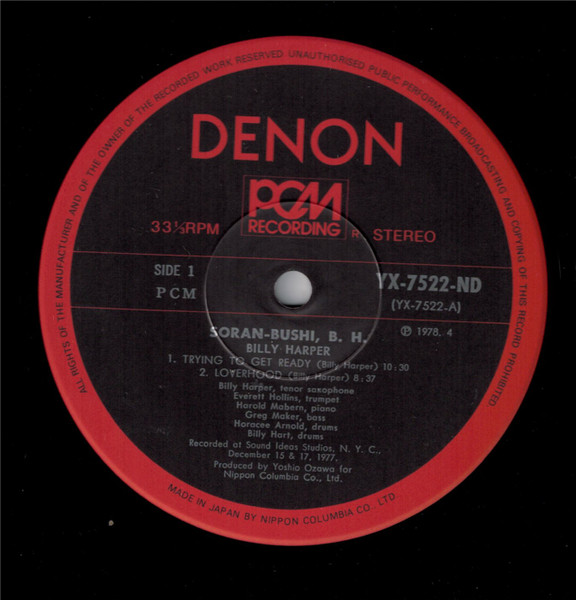 ALL RIGHTS OF THE MANUFACTURER AND OF THE OWNER OF THE RECORDED WORK RESERVED UNAUTHORISED PUBLIC PERFORMANCE BROADCASTING AND COPYING OF THIS RECORD PROHIBITED
DENON
PCM
RECORDING
33⅓RPM
R STEREO
SIDE 1
YX-7522-ND
PCM
(YX-7522-A)
SORAN-BUSHI, B. H.
℗ 1978. 4
BILLY HARPER
1. TRYING TO GET READY (Billy Harper) 10:30
2. LOVERHOOD (Billy Harper) 8:37
Billy Harper, tenor saxophone
Everett Hollins, trumpet
Harold Mabern, piano
Greg Maker, bass
Horacee Arnold, drums
Billy Hart, drums
Recorded at Sound Ideas Studios, N. Y. C.,
December 15 & 17, 1977.
Produced by Yoshio Ozawa for
Nippon Columbia Co., Ltd.
MADE IN JAPAN BY NIPPON COLUMBIA CO., LTD